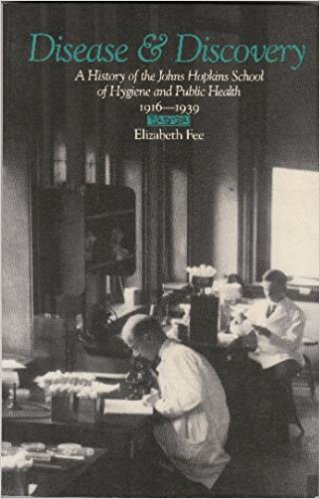 Disease & Discovery
A History of the Johns Hopkins School
of Hygiene and Public Health
1916—1939
Elizabeth Fee